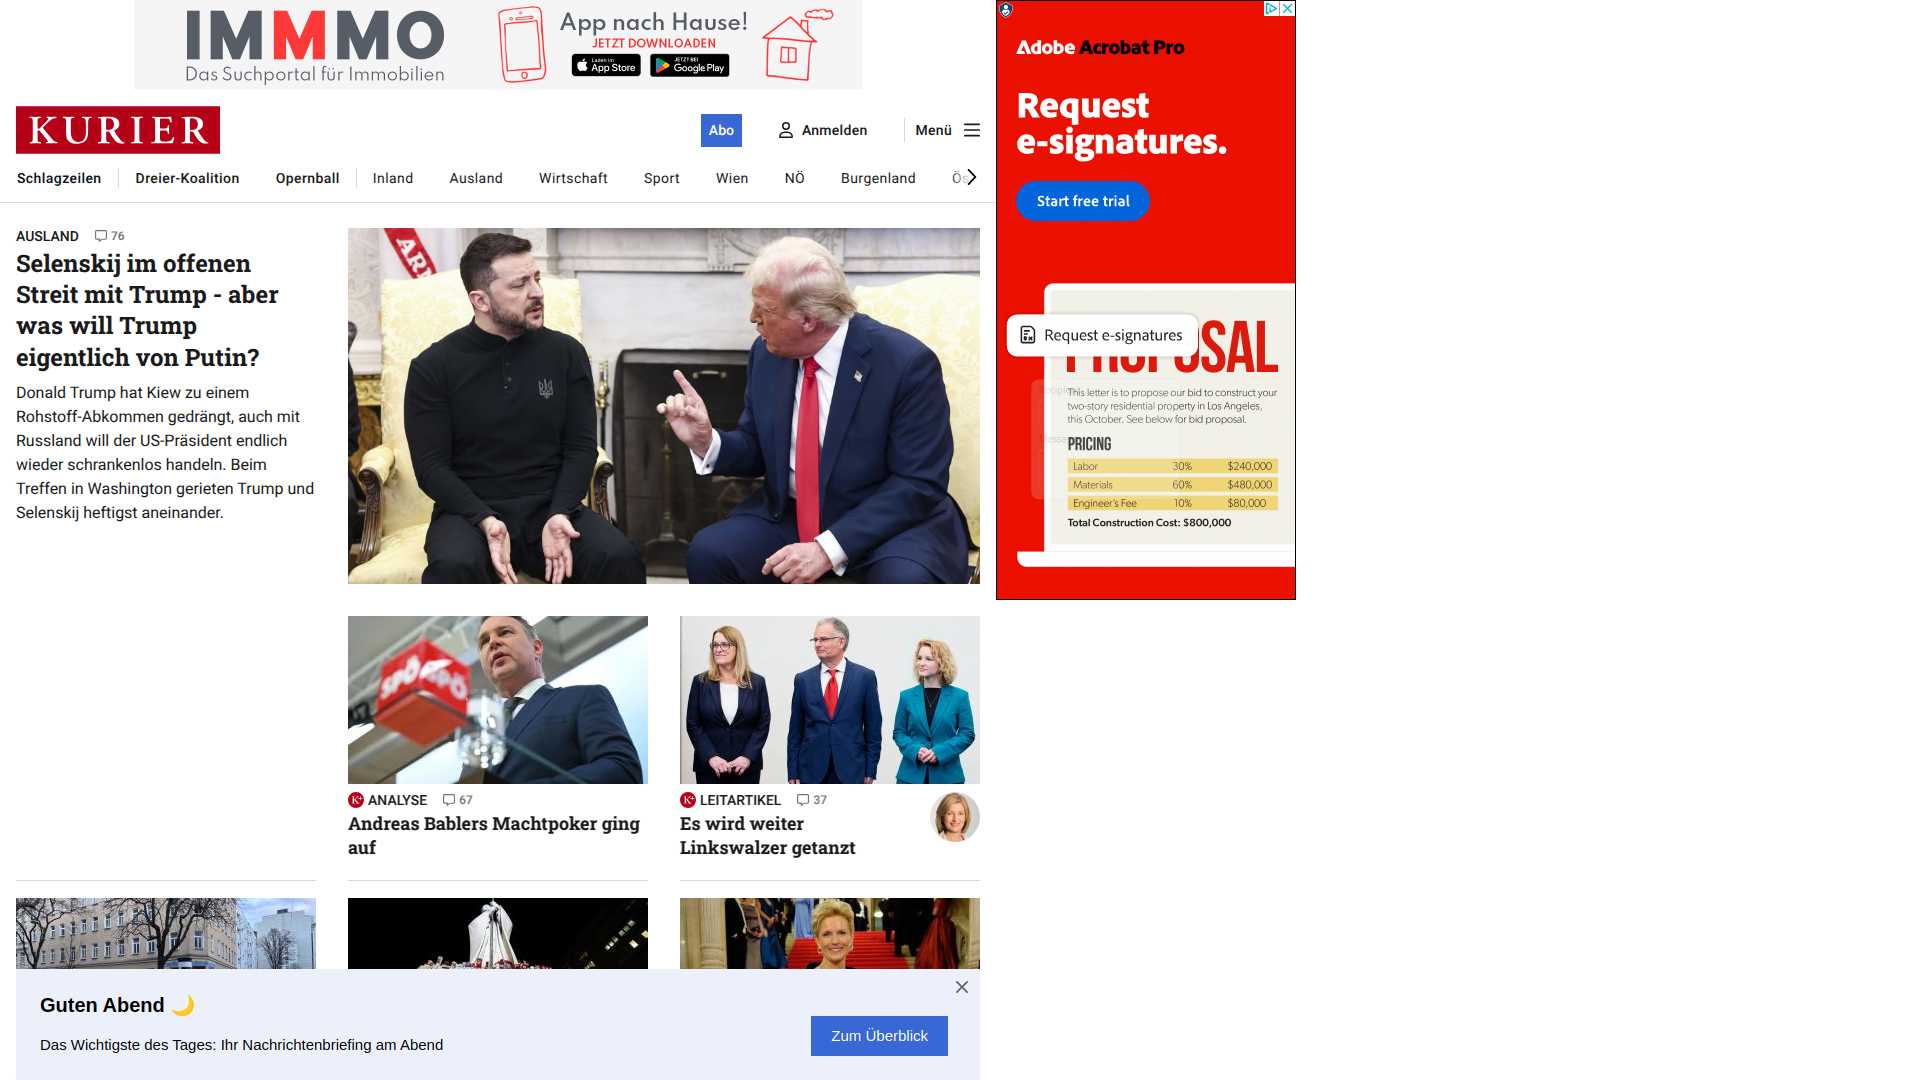 IMMMO
Das Suchportal für Immobilien
App nach Hause!
JETZT DOWNLOADEN
Laden im
App Store
JETZT BEI
Google Play
KURIER
Abo
Anmelden
Menü
Schlagzeilen
Dreier-Koalition
Opernball
Inland
Ausland
Wirtschaft
Sport
Wien
NÖ
Burgenland
Ös
AUSLAND
76
Selenskij im offenen
Streit mit Trump - aber
was will Trump
eigentlich von Putin?
Donald Trump hat Kiew zu einem
Rohstoff-Abkommen gedrängt, auch mit
Russland will der US-Präsident endlich
wieder schrankenlos handeln. Beim
Treffen in Washington gerieten Trump und
Selenskij heftigst aneinander.
SPÖ
K+ ANALYSE
67
Andreas Bablers Machtpoker ging
auf
K+ LEITARTIKEL
37
Es wird weiter
Linkswalzer getanzt
Guten Abend 🌙
Das Wichtigste des Tages: Ihr Nachrichtenbriefing am Abend
Zum Überblick
Adobe Acrobat Pro
Request
e-signatures.
Start free trial
Request e-signatures
PROPOSAL
This letter is to propose our bid to construct your
two-story residential property in Los Angeles,
this October. See below for bid proposal.
PRICING
Labor 30% $240,000
Materials 60% $480,000
Engineer's Fee 10% $80,000
Total Construction Cost: $800,000